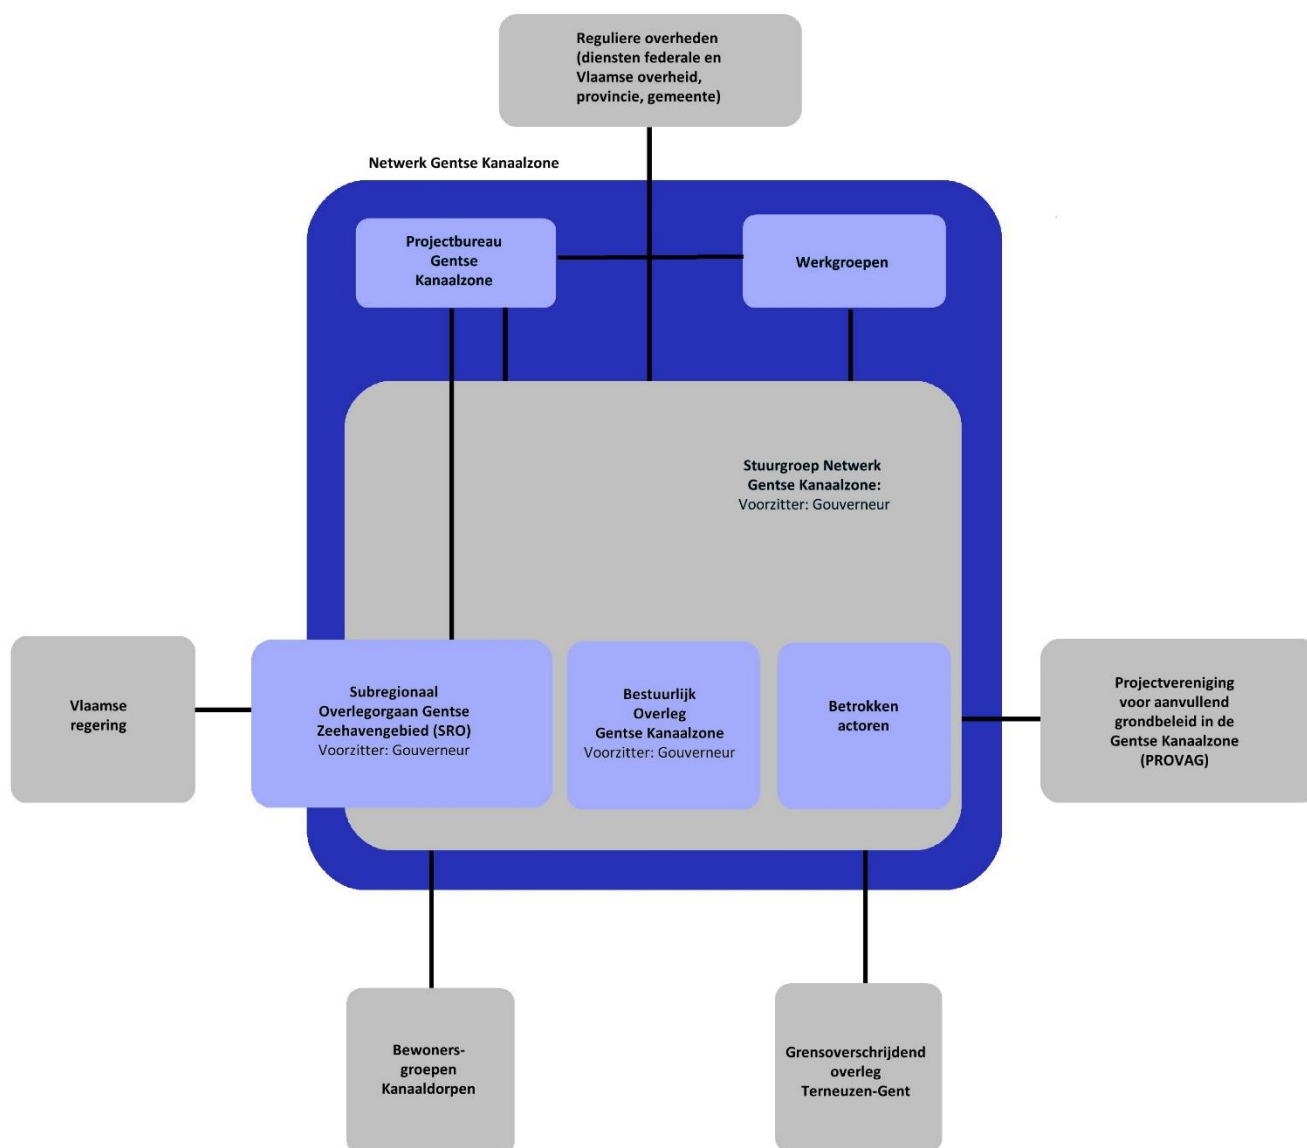 Reguliere overheden
(diensten federale en
Vlaamse overheid,
provincie, gemeente)
Netwerk Gentse Kanaalzone
Projectbureau
Gentse
Kanaalzone
Werkgroepen
Stuurgroep Netwerk
Gentse Kanaalzone:
Voorzitter: Gouverneur
Vlaamse
regering
Subregionaal
Overlegorgaan Gentse
Zeehavengebied (SRO)
Voorzitter: Gouverneur
Bestuurlijk
Overleg
Gentse Kanaalzone
Voorzitter: Gouverneur
Betrokken
actoren
Projectvereniging
voor aanvullend
grondbeleid in de
Gentse Kanaalzone
(PROVAG)
Bewoners-
groepen
Kanaaldorpen
Grensoverschrijdend
overleg
Terneuzen-Gent